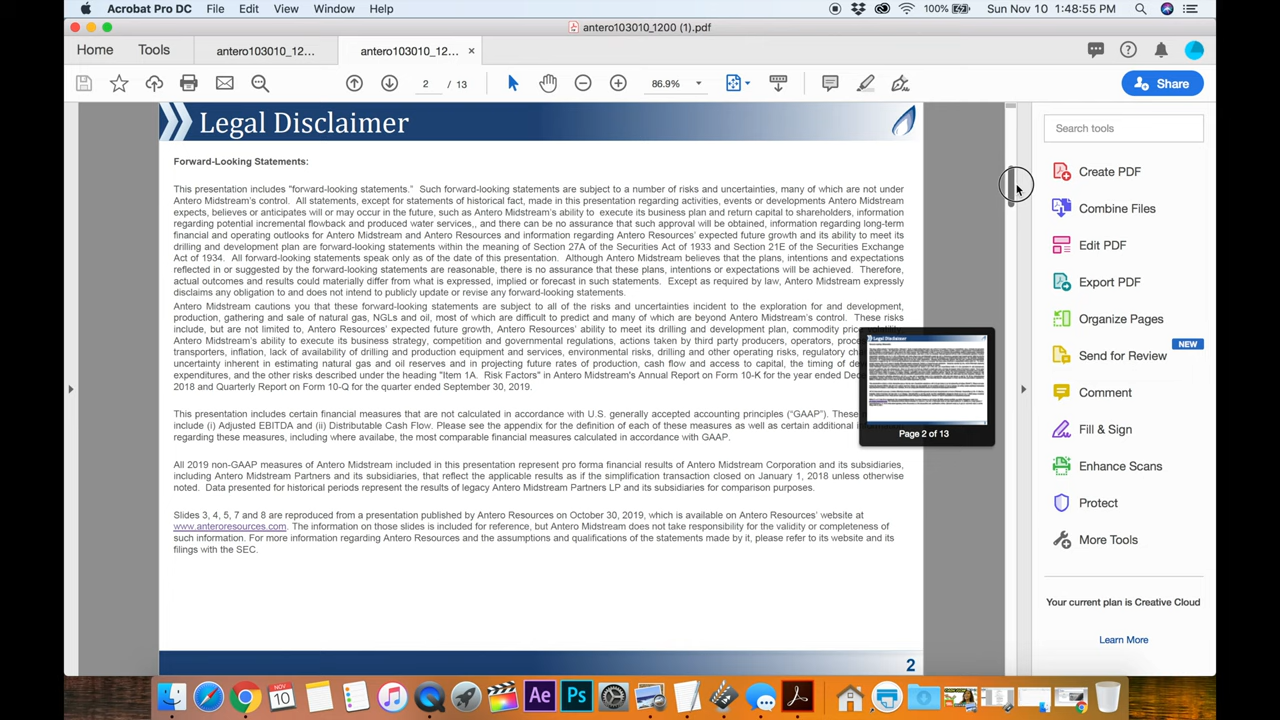 Acrobat Pro DC File Edit View Window Help 100% Sun Nov 10 1:48:55 PM
antero103010_1200 (1).pdf
Home Tools antero103010_12... antero103010_12... ×
2 / 13 86.9% Share
Legal Disclaimer
Search tools
Forward-Looking Statements:
Create PDF
This presentation includes "forward-looking statements." Such forward-looking statements are subject to a number of risks and uncertainties, many of which are not under
Antero Midstream's control. All statements, except for statements of historical fact, made in this presentation regarding activities, events or developments Antero Midstream
expects, believes or anticipates will or may occur in the future, such as Antero Midstream's ability to execute its business plan and return capital to shareholders, information
regarding potential incremental flowback and produced water services,, and there can be no assurance that such approval will be obtained, information regarding long-term
financial and operating outlooks for Antero Midstream and Antero Resources and information regarding Antero Resources' expected future growth and its ability to meet its
drilling and development plan are forward-looking statements within the meaning of Section 27A of the Securities Act of 1933 and Section 21E of the Securities Exchange
Act of 1934. All forward-looking statements speak only as of the date of this presentation. Although Antero Midstream believes that the plans, intentions and expectations
reflected in or suggested by the forward-looking statements are reasonable, there is no assurance that these plans, intentions or expectations will be achieved. Therefore,
actual outcomes and results could materially differ from what is expressed, implied or forecast in such statements. Except as required by law, Antero Midstream expressly
disclaims any obligation to and does not intend to publicly update or revise any forward-looking statements.
Antero Midstream cautions you that these forward-looking statements are subject to all of the risks and uncertainties incident to the exploration for and development,
production, gathering and sale of natural gas, NGLs and oil, most of which are difficult to predict and many of which are beyond Antero Midstream's control. These risks
include, but are not limited to, Antero Resources' expected future growth, Antero Resources' ability to meet its drilling and development plan, commodity
Antero Midstream's ability to execute its business strategy, competition and governmental regulations, actions taken by third party producers, operators,
transporters, inflation, lack of availability of drilling and production equipment and services, environmental risks, drilling and other operating risks, regulatory
uncertainty inherent in estimating natural gas and oil reserves and in projecting future rates of production, cash flow and access to capital, the timing of
expenditures, and the other risks described under the heading "Item 1A. Risk Factors" in Antero Midstream's Annual Report on Form 10-K for the year ended
2018 and Quarterly Report on Form 10-Q for the quarter ended September 30, 2019.
This presentation includes certain financial measures that are not calculated in accordance with U.S. generally accepted accounting principles ("GAAP"). These
include (i) Adjusted EBITDA and (ii) Distributable Cash Flow. Please see the appendix for the definition of each of these measures as well as certain additional
regarding these measures, including where availabe, the most comparable financial measures calculated in accordance with GAAP.
All 2019 non-GAAP measures of Antero Midstream included in this presentation represent pro forma financial results of Antero Midstream Corporation and its subsidiaries,
including Antero Midstream Partners and its subsidiaries, that reflect the applicable results as if the simplification transaction closed on January 1, 2018 unless otherwise
noted. Data presented for historical periods represent the results of legacy Antero Midstream Partners LP and its subsidiaries for comparison purposes.
Slides 3, 4, 5, 7 and 8 are reproduced from a presentation published by Antero Resources on October 30, 2019, which is available on Antero Resources' website at
www.anteroresources.com. The information on those slides is included for reference, but Antero Midstream does not take responsibility for the validity or completeness of
such information. For more information regarding Antero Resources and the assumptions and qualifications of the statements made by it, please refer to its website and its
filings with the SEC.
2
Legal Disclaimer
Page 2 of 13
Combine Files
Edit PDF
Export PDF
Organize Pages
NEW
Send for Review
Comment
Fill & Sign
Enhance Scans
Protect
More Tools
Your current plan is Creative Cloud
Learn More
NOV
10
Ae Ps